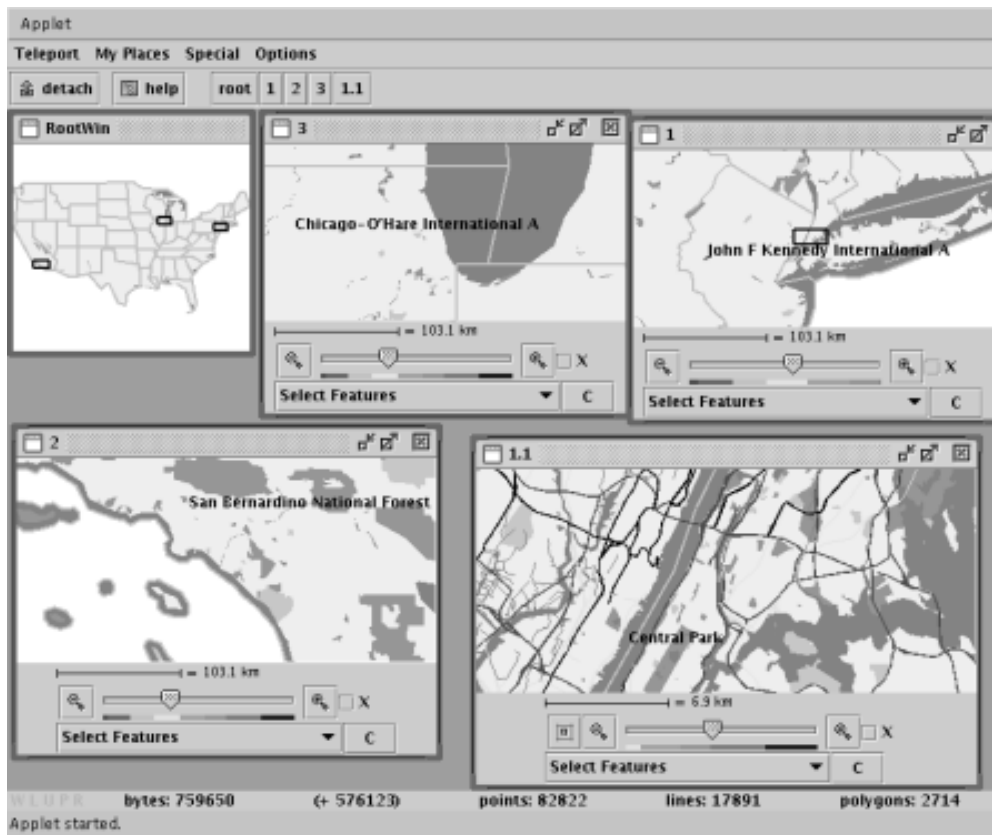 Applet
Teleport My Places Special Options
detach help root 1 2 3 1.1
RootWin
3
Chicago-O'Hare International A
= 103.1 km
X
Select Features C
1
John F Kennedy International A
= 103.1 km
X
Select Features C
2
San Bernardino National Forest
= 103.1 km
X
Select Features C
1.1
Central Park
= 6.9 km
X
Select Features C
WLUPR bytes: 759650 (+ 576123) points: 82822 lines: 17891 polygons: 2714
Applet started.